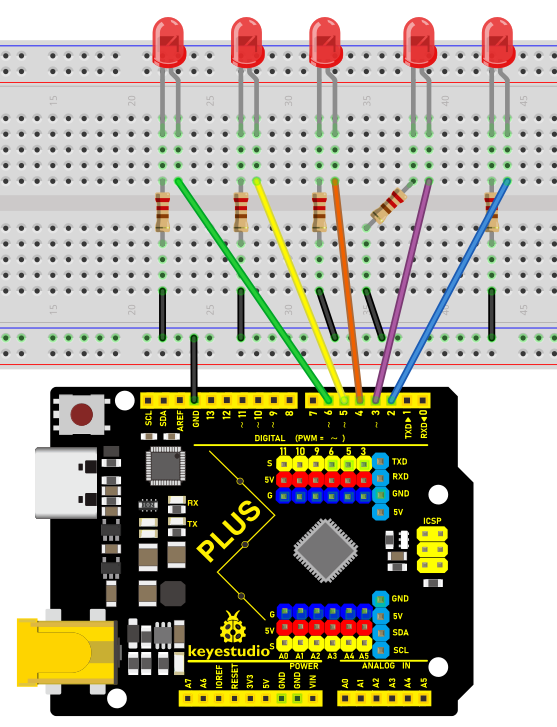 15 20 25 30 35 45
15 20 25 30 35 45
SCL SDA AREF GND 13 12 ~11 ~10 ~9 8 7 ~6 ~5 4 ~3 2 TXD▶1 RXD◀0
DIGITAL (PWM = ~ )
11 10 9 6 5 3
S TXD
5V RXD
G GND
5V
RX
TX
PLUS
ICSP
G GND
5V 5V
S SDA
A0 A1 A2 A3 A4 A5 SCL
keyestudio
POWER ANALOG IN
A7 A6 IOREF RESET 3V3 5V GND GND VIN A0 A1 A2 A3 A4 A5